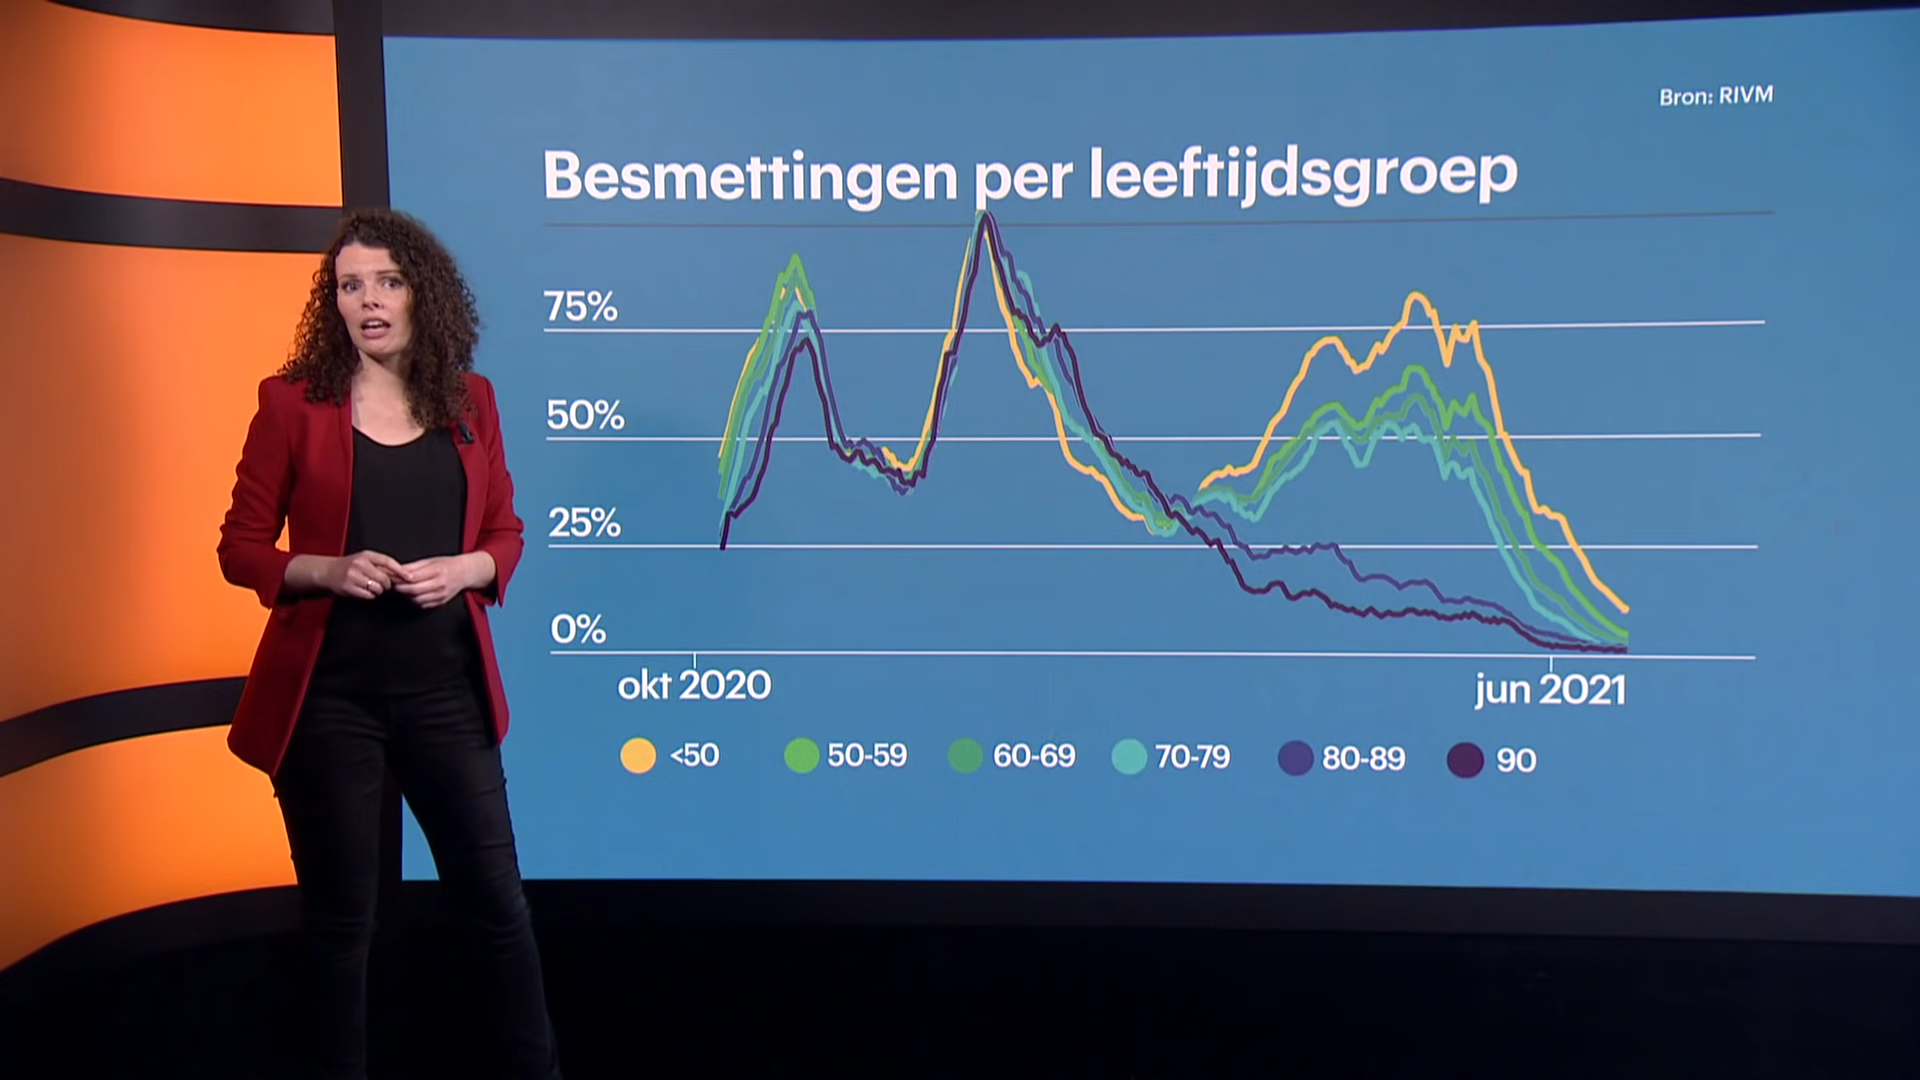 Bron: RIVM
Besmettingen per leeftijdsgroep
75%
50%
25%
0%
okt 2020 jun 2021
<50 50-59 60-69 70-79 80-89 90